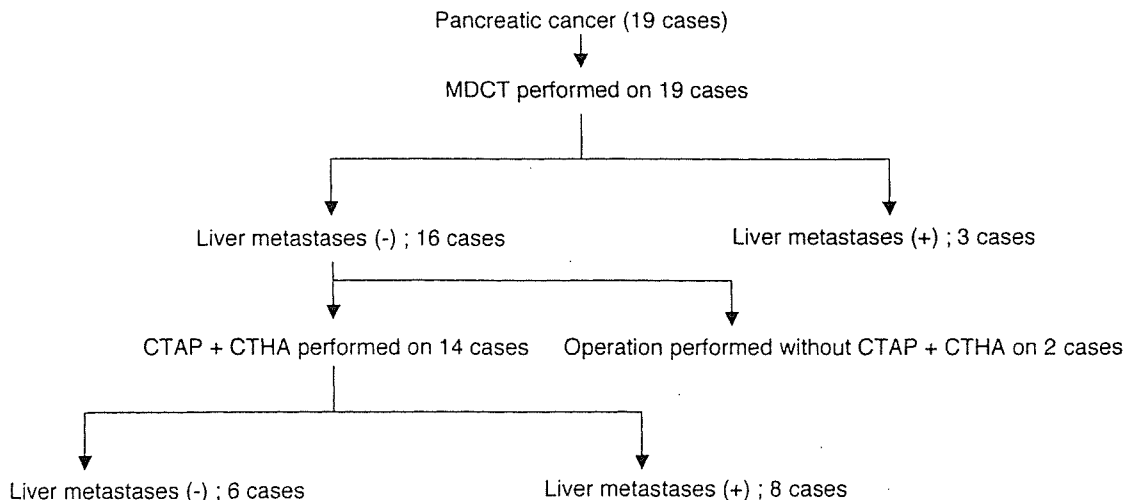 Pancreatic cancer (19 cases)
MDCT performed on 19 cases
Liver metastases (-) ; 16 cases
Liver metastases (+) ; 3 cases
CTAP + CTHA performed on 14 cases
Operation performed without CTAP + CTHA on 2 cases
Liver metastases (-) ; 6 cases
Liver metastases (+) ; 8 cases